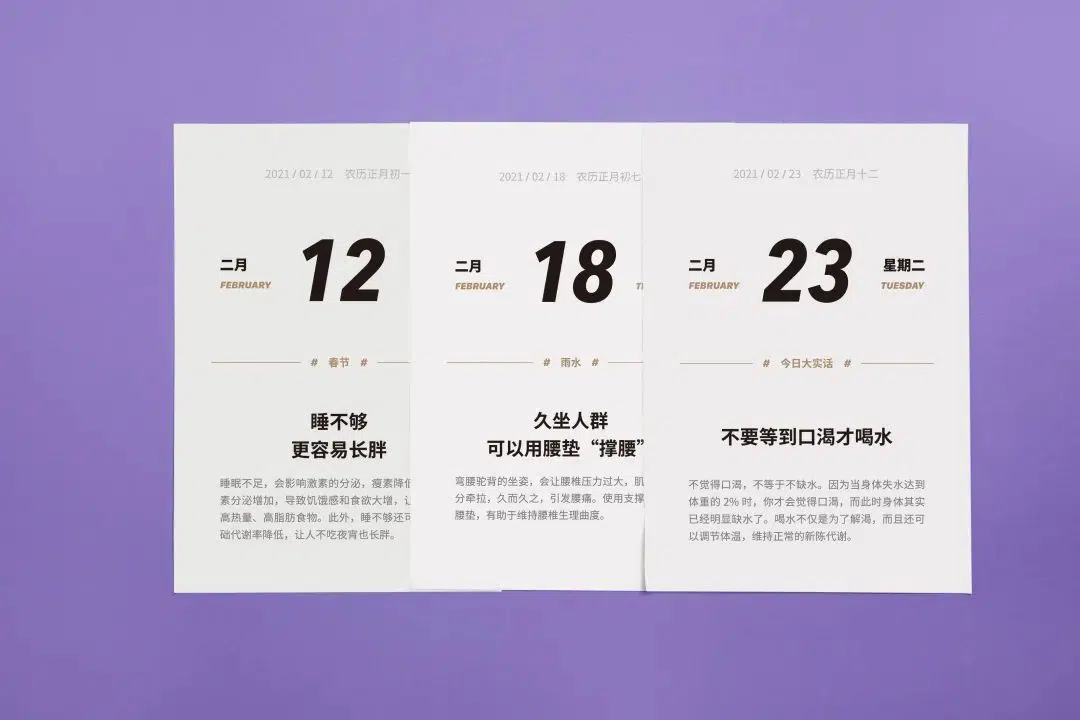 2021 / 02 / 12 农历正月初一
二月
FEBRUARY
12
# 春节 #
睡不够
更容易长胖
睡眠不足，会影响激素的分泌，瘦素降低
素分泌增加，导致饥饿感和食欲大增，让
高热量、高脂肪食物。此外，睡不够还可
础代谢率降低，让人不吃夜宵也长胖。
2021 / 02 / 18 农历正月初七
二月
FEBRUARY
18
# 雨水 #
久坐人群
可以用腰垫“撑腰”
弯腰驼背的坐姿，会让腰椎压力过大，肌
分牵拉，久而久之，引发腰痛。使用支撑
腰垫，有助于维持腰椎生理曲度。
2021 / 02 / 23 农历正月十二
二月
FEBRUARY
23
星期二
TUESDAY
# 今日大实话 #
不要等到口渴才喝水
不觉得口渴，不等于不缺水。因为当身体失水达到
体重的 2% 时，你才会觉得口渴，而此时身体其实
已经明显缺水了。喝水不仅是为了解渴，而且还可
以调节体温，维持正常的新陈代谢。